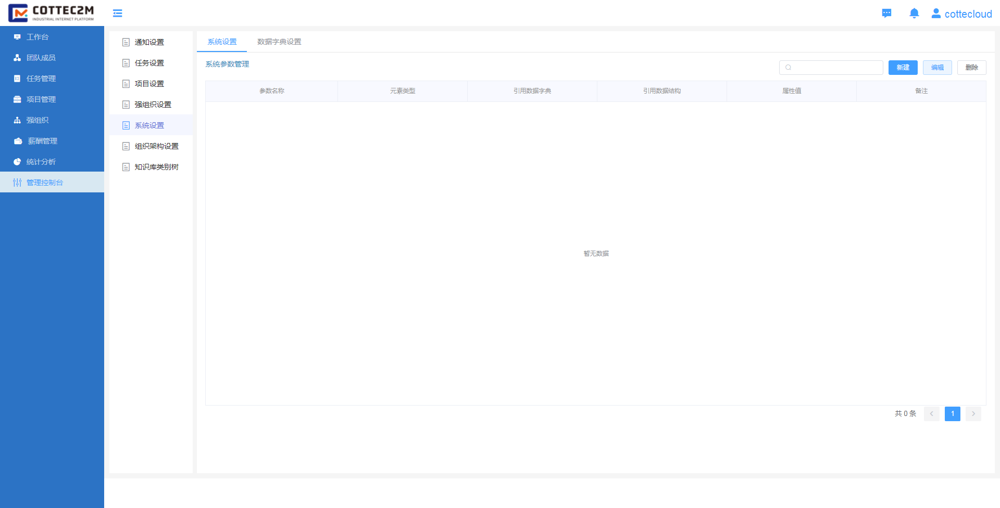 COTTEC2M
INDUSTRIAL INTERNET PLATFORM
cottecloud
工作台
团队成员
任务管理
项目管理
强组织
薪酬管理
统计分析
管理控制台
通知设置
任务设置
项目设置
强组织设置
系统设置
组织架构设置
知识库类别树
系统设置 数据字典设置
系统参数管理
新建 编辑 删除
参数名称 元素类型 引用数据字典 引用数据结构 属性值 备注
暂无数据
共 0 条 1